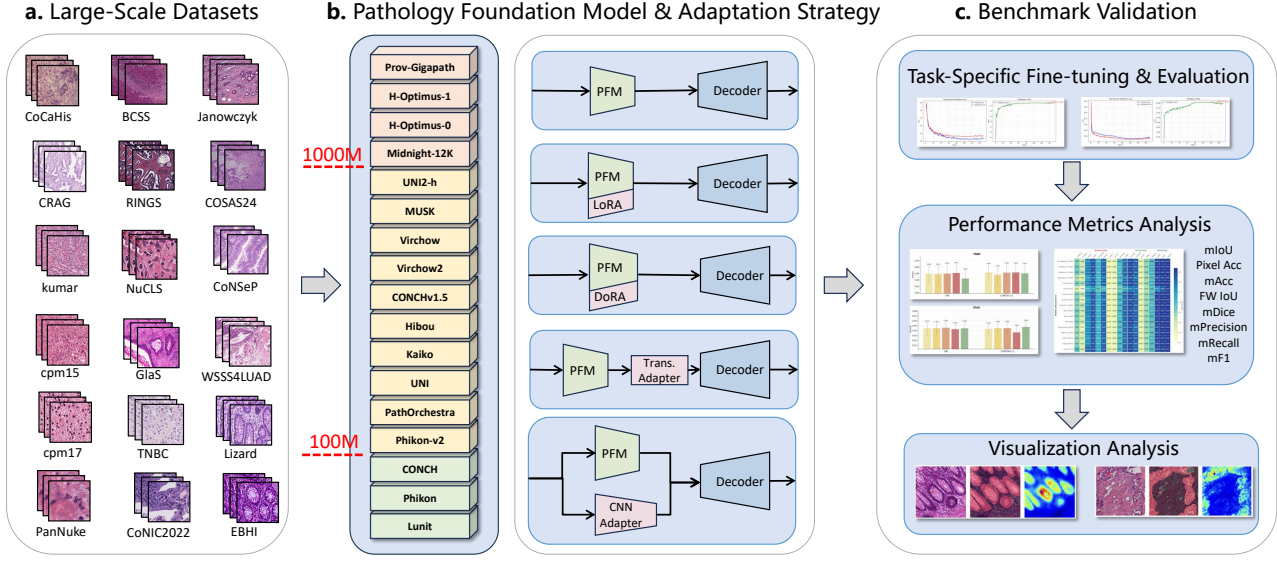 a. Large-Scale Datasets
CoCaHis
BCSS
Janowczyk
CRAG
RINGS
COSAS24
kumar
NuCLS
CoNSeP
cpm15
GlaS
WSSS4LUAD
cpm17
TNBC
Lizard
PanNuke
CoNIC2022
EBHI
b. Pathology Foundation Model & Adaptation Strategy
Prov-Gigapath
H-Optimus-1
H-Optimus-0
Midnight-12K
1000M
UNI2-h
MUSK
Virchow
Virchow2
CONCHv1.5
Hibou
Kaiko
UNI
PathOrchestra
Phikon-v2
100M
CONCH
Phikon
Lunit
PFM
Decoder
PFM
LoRA
Decoder
PFM
DoRA
Decoder
PFM
Trans.
Adapter
Decoder
PFM
CNN
Adapter
Decoder
c. Benchmark Validation
Task-Specific Fine-tuning & Evaluation
Performance Metrics Analysis
mIoU
Pixel Acc
mAcc
FW IoU
mDice
mPrecision
mRecall
mF1
Visualization Analysis